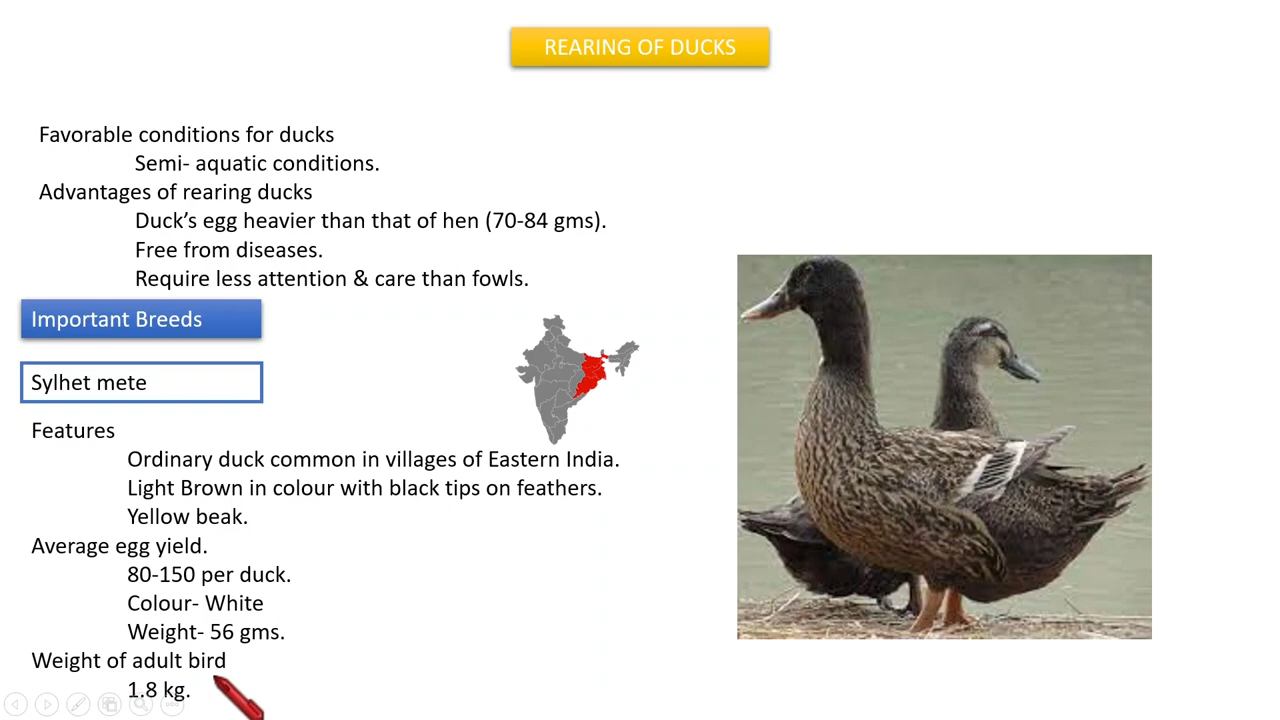 REARING OF DUCKS
Favorable conditions for ducks
Semi- aquatic conditions.
Advantages of rearing ducks
Duck’s egg heavier than that of hen (70-84 gms).
Free from diseases.
Require less attention & care than fowls.
Important Breeds
Sylhet mete
Features
Ordinary duck common in villages of Eastern India.
Light Brown in colour with black tips on feathers.
Yellow beak.
Average egg yield.
80-150 per duck.
Colour- White
Weight- 56 gms.
Weight of adult bird
1.8 kg.